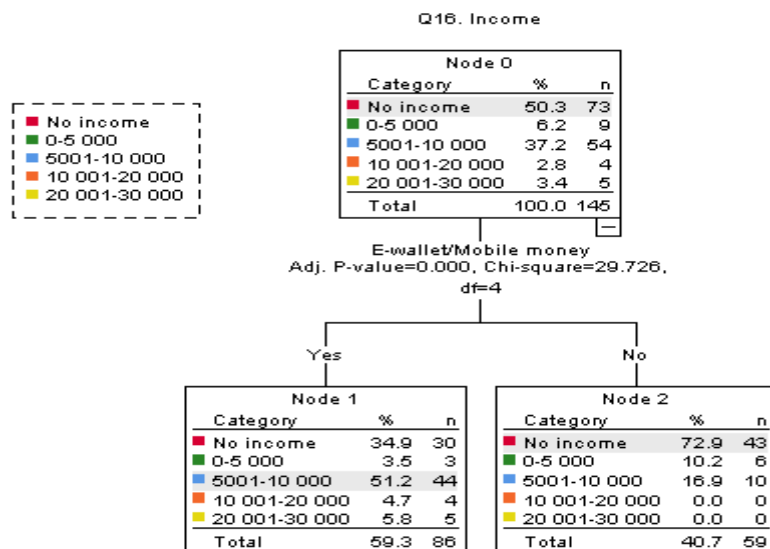 Q16. Income
Node 0
Category % n
No income 50.3 73
0-5 000 6.2 9
5001-10 000 37.2 54
10 001-20 000 2.8 4
20 001-30 000 3.4 5
Total 100.0 145
No income
0-5 000
5001-10 000
10 001-20 000
20 001-30 000
E-wallet/Mobile money
Adj. P-value=0.000, Chi-square=29.726,
df=4
Yes
No
Node 1
Category % n
No income 34.9 30
0-5 000 3.5 3
5001-10 000 51.2 44
10 001-20 000 4.7 4
20 001-30 000 5.8 5
Total 59.3 86
Node 2
Category % n
No income 72.9 43
0-5 000 10.2 6
5001-10 000 16.9 10
10 001-20 000 0.0 0
20 001-30 000 0.0 0
Total 40.7 59